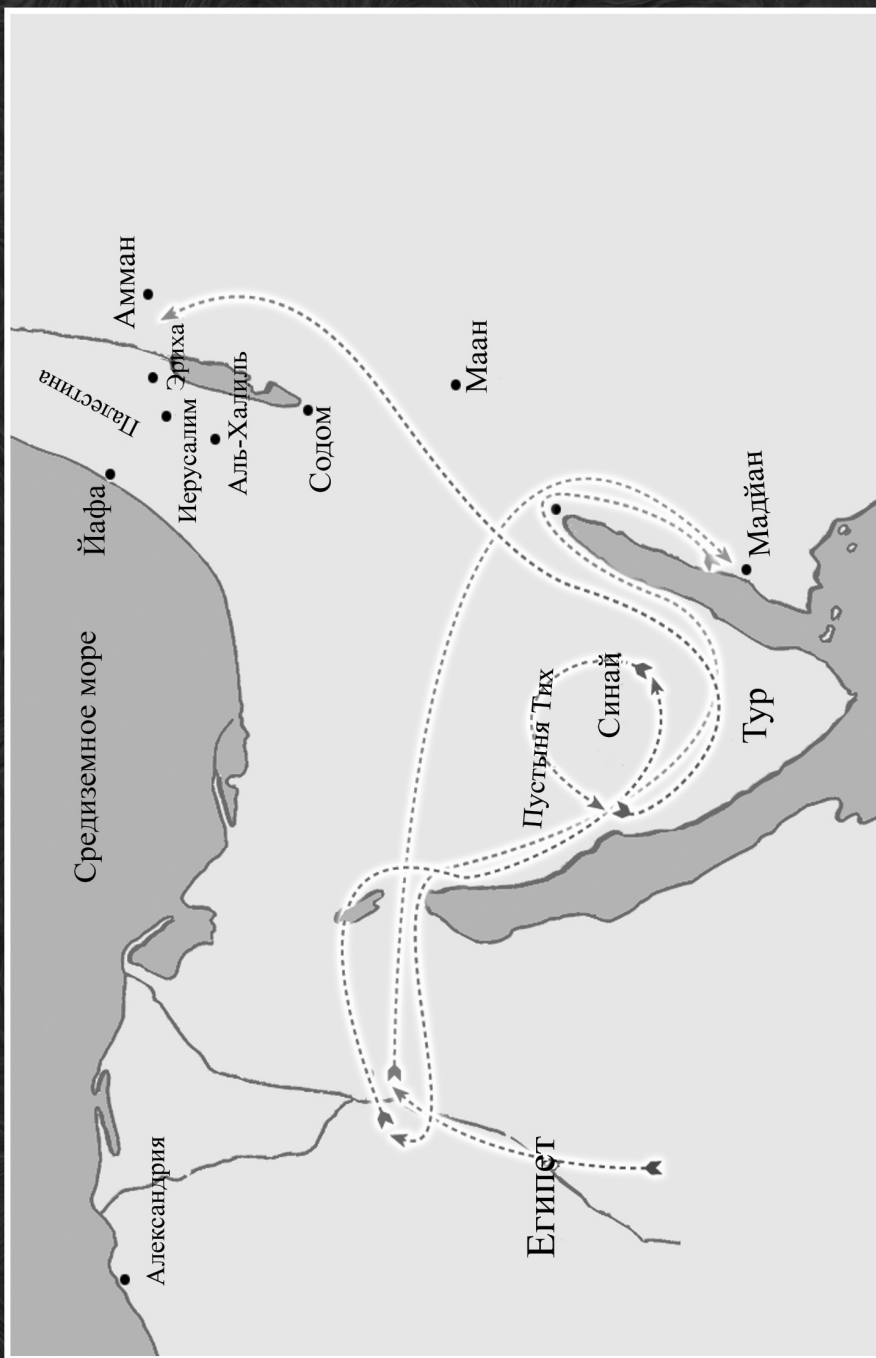 Амман
Палестина
Эриха
Йафа
Иерусалим
Аль-Халиль
Содом
Маан
Средиземное море
Мадйан
Пустыня Тих
Синай
Тур
Александрия
Египет